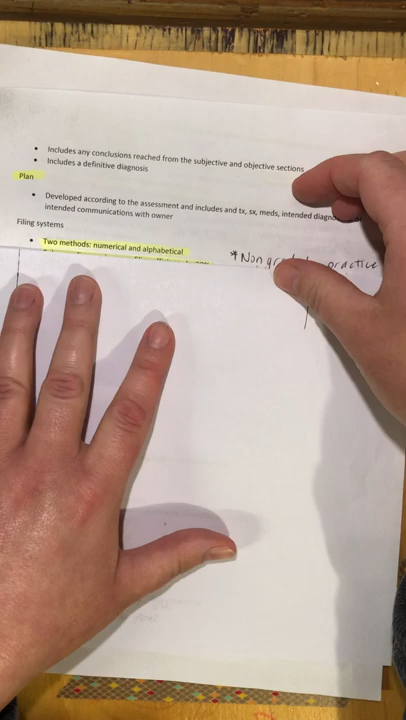 • Includes any conclusions reached from the subjective and objective sections
• Includes a definitive diagnosis
Plan
• Developed according to the assessment and includes and tx, sx, meds, intended
intended communications with owner
Filing systems
• Two methods: numerical and alphabetical
*Non practice